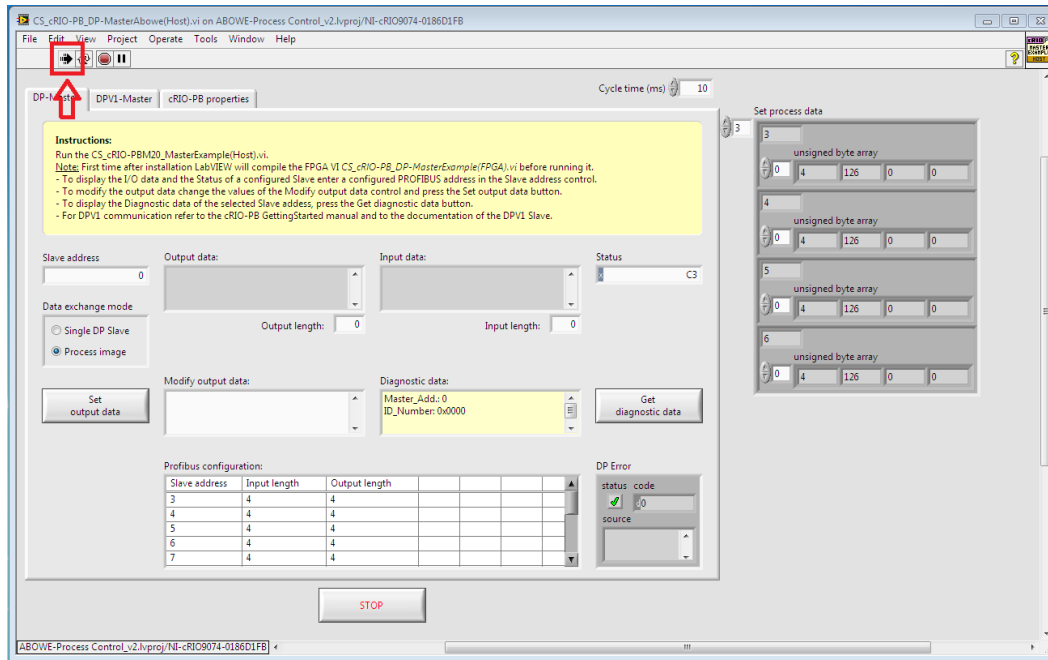 CS_cRIO-PB_DP-MasterAbowe(Host).vi on ABOWE-Process Control_v2.lvproj/NI-cRIO9074-0186D1FB
File Edit View Project Operate Tools Window Help
MASTER
EXAMPLE
HOST
DP-Master DPV1-Master cRIO-PB properties
Cycle time (ms) 10
Instructions:
Run the CS_cRIO-PBM20_MasterExample(Host).vi.
Note: First time after installation LabVIEW will compile the FPGA VI CS_cRIO-PB_DP-MasterExample(FPGA).vi before running it.
- To display the I/O data and the Status of a configured Slave enter a configured PROFIBUS address in the Slave address control.
- To modify the output data change the values of the Modify output data control and press the Set output data button.
- To display the Diagnostic data of the selected Slave addess, press the Get diagnostic data button.
- For DPV1 communication refer to the cRIO-PB GettingStarted manual and to the documentation of the DPV1 Slave.
Slave address
0
Output data:
Input data:
Status
x C3
Data exchange mode
Single DP Slave
Process image
Output length: 0
Input length: 0
Set
output data
Modify output data:
Diagnostic data:
Master_Add.: 0
ID_Number: 0x0000
Get
diagnostic data
Profibus configuration:
Slave address Input length Output length
3 4 4
4 4 4
5 4 4
6 4 4
7 4 4
DP Error
status code
d0
source
STOP
Set process data
3
3
unsigned byte array
0 4 126 0 0
4
unsigned byte array
0 4 126 0 0
5
unsigned byte array
0 4 126 0 0
6
unsigned byte array
0 4 126 0 0
ABOWE-Process Control_v2.lvproj/NI-cRIO9074-0186D1FB